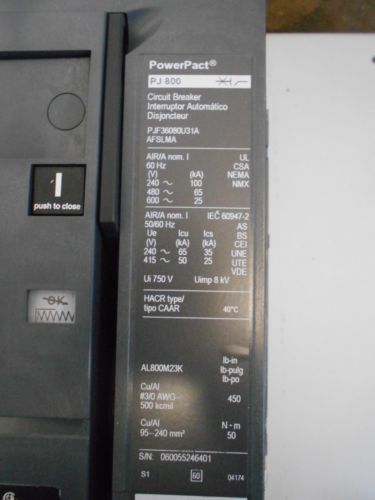 PowerPact®
PJ 800
Circuit Breaker
Interruptor Automático
Disjoncteur
PJF36080U31A
AFSLMA
AIR/IA nom. I UL
60 Hz CSA
(V) (kA) NEMA
240 ~ 100 NMX
480 ~ 65
600 ~ 25
AIR/IA nom. I IEC 60947-2
50/60 Hz AS
Ue Icu Ics BS
(V) (kA) (kA) CEI
240 ~ 65 35 UNE
415 ~ 50 25 UTE
VDE
Ui 750 V Uimp 8 kV
HACR type/
tipo CAAR 40°C
AL800M23K lb-in
Cu/Al lb-pulg
#3/0 AWG– lb-po
500 kcmil 450
Cu/Al N·m
95–240 mm² 50
S/N: 060055246401
S1 60 04174
I
push to close
OK